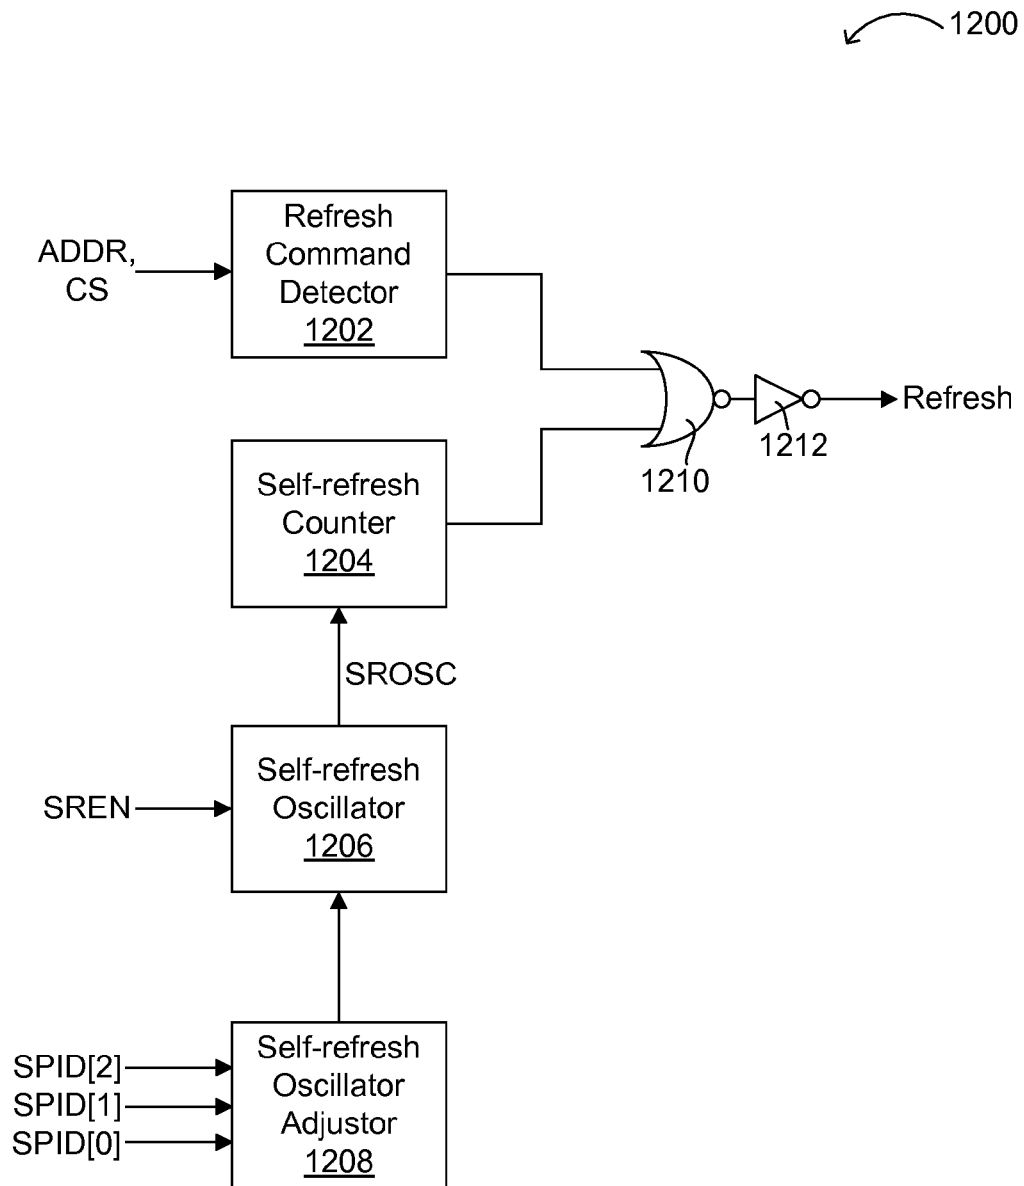 1200
Refresh
Command
Detector
1202
ADDR,
CS
Refresh
1212
1210
Self-refresh
Counter
1204
SROSC
Self-refresh
Oscillator
1206
SREN
Self-refresh
Oscillator
Adjustor
1208
SPID[2]
SPID[1]
SPID[0]